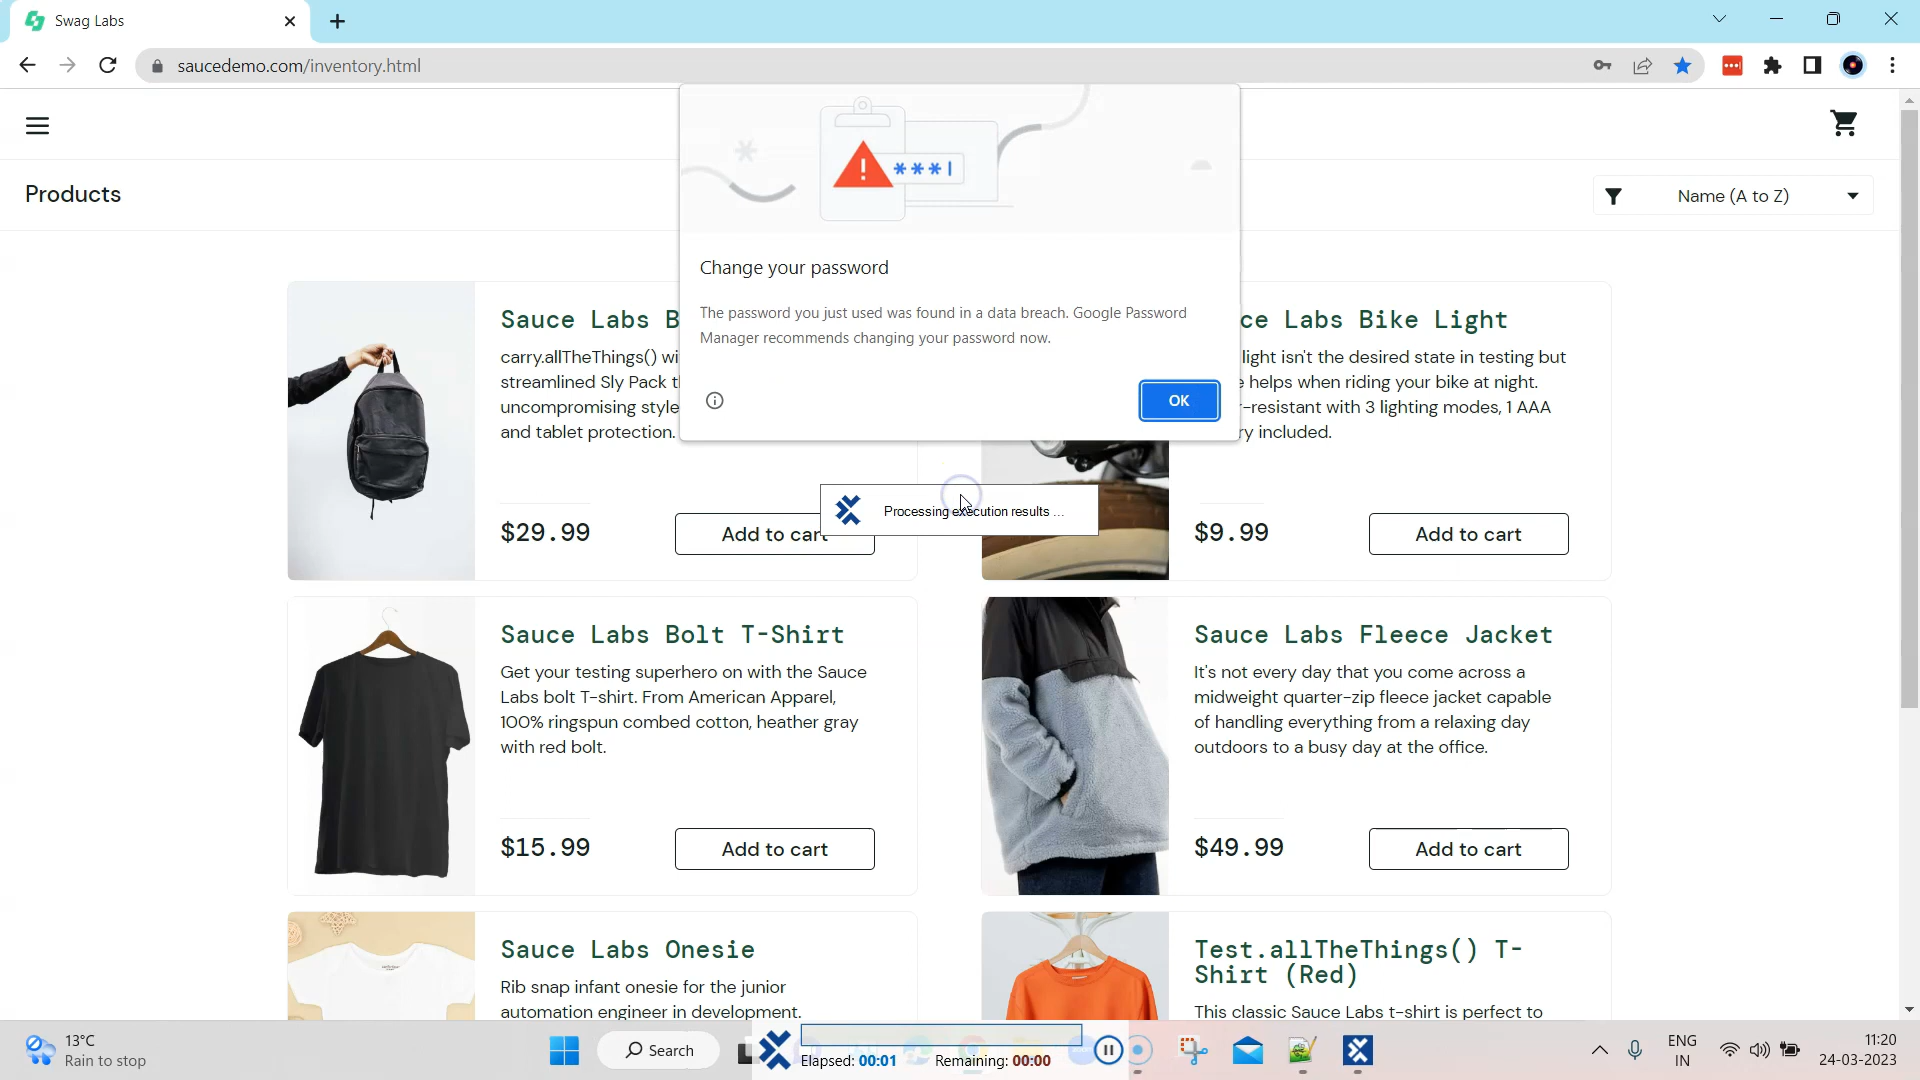 Swag Labs
saucedemo.com/inventory.html
Products
Name (A to Z)
***
Change your password
The password you just used was found in a data breach. Google Password
Manager recommends changing your password now.
OK
Sauce Labs B
carry.allTheThings() wi
streamlined Sly Pack t
uncompromising style
and tablet protection.
$29.99
Add to cart
ce Labs Bike Light
light isn't the desired state in testing but
helps when riding your bike at night.
r-resistant with 3 lighting modes, 1 AAA
ry included.
$9.99
Add to cart
Processing execution results ...
Sauce Labs Bolt T-Shirt
Get your testing superhero on with the Sauce
Labs bolt T-shirt. From American Apparel,
100% ringspun combed cotton, heather gray
with red bolt.
$15.99
Add to cart
Sauce Labs Fleece Jacket
It's not every day that you come across a
midweight quarter-zip fleece jacket capable
of handling everything from a relaxing day
outdoors to a busy day at the office.
$49.99
Add to cart
Sauce Labs Onesie
Rib snap infant onesie for the junior
automation engineer in development.
Test.allTheThings() T-
Shirt (Red)
This classic Sauce Labs t-shirt is perfect to
13°C
Rain to stop
Search
Elapsed: 00:01 Remaining: 00:00
ENG
IN
11:20
24-03-2023